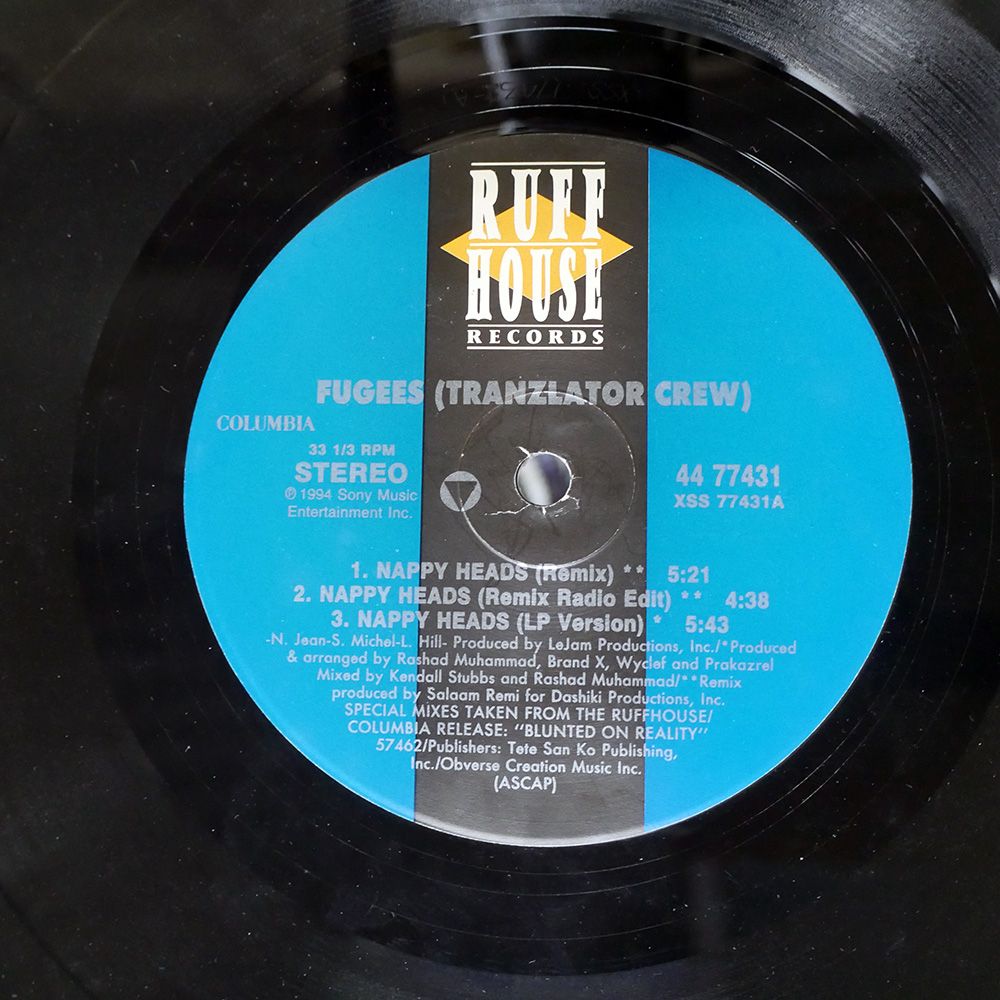 RUFF
HOUSE
RECORDS
FUGEES (TRANZLATOR CREW)
COLUMBIA
33 1/3 RPM
STEREO
℗ 1994 Sony Music
Entertainment Inc.
44 77431
XSS 77431A
1. NAPPY HEADS (Remix) ** 5:21
2. NAPPY HEADS (Remix Radio Edit) ** 4:38
3. NAPPY HEADS (LP Version) * 5:43
-N. Jean-S. Michel-L. Hill- Produced by LeJam Productions, Inc./*Produced
& arranged by Rashad Muhammad, Brand X, Wyclef and Prakazrel
Mixed by Kendall Stubbs and Rashad Muhammad/**Remix
produced by Salaam Remi for Dashiki Productions, Inc.
SPECIAL MIXES TAKEN FROM THE RUFFHOUSE/
COLUMBIA RELEASE: "BLUNTED ON REALITY"
57462/Publishers: Tete San Ko Publishing,
Inc./Obverse Creation Music Inc.
(ASCAP)